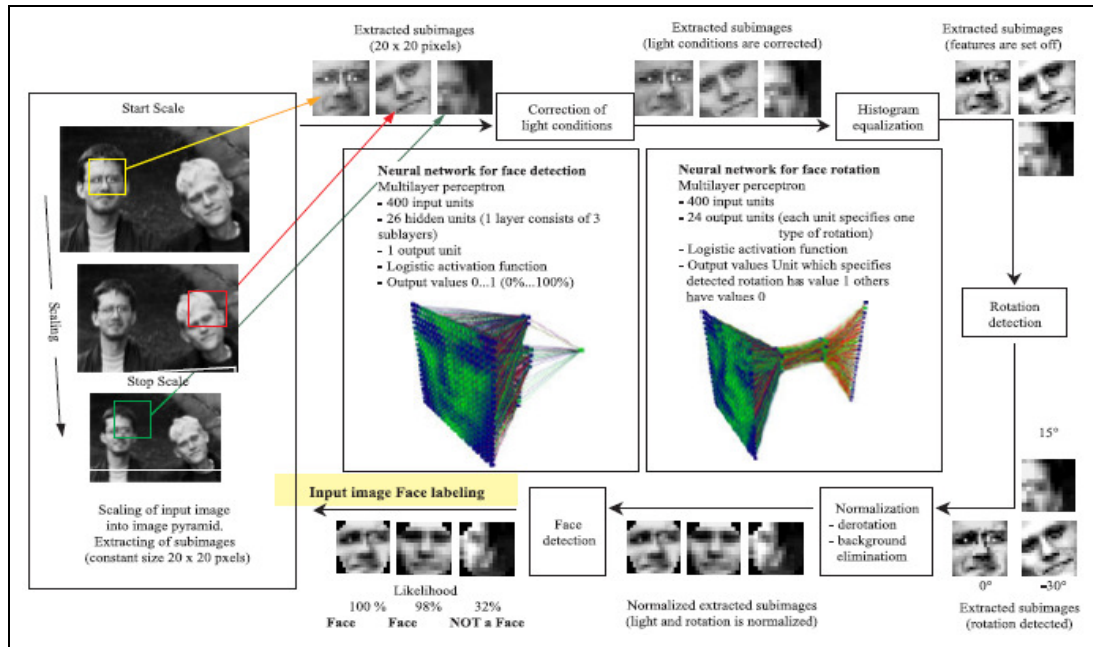 Start Scale
Scaling
Stop Scale
Scaling of input image
into image pyramid.
Extracting of subimages
(constant size 20 x 20 pxels)
Extracted subimages
(20 x 20 pixels)
Correction of
light conditions
Extracted subimages
(light conditions are corrected)
Histogram
equalization
Extracted subimages
(features are set off)
Neural network for face detection
Multilayer perceptron
- 400 input units
- 26 hidden units (1 layer consists of 3
sublayers)
- 1 output unit
- Logistic activation function
- Output values 0...1 (0%...100%)
Neural network for face rotation
Multilayer perceptron
- 400 input units
- 24 output units (each unit specifies one
type of rotation)
- Logistic activation function
- Output values Unit which specifies
detected rotation has value 1 others
have values 0
Rotation
detection
15°
0°
-30°
Extracted subimages
(rotation detected)
Normalization
- derotation
- background
eliminatiom
Normalized extracted subimages
(light and rotation is normalized)
Face
detection
Input image Face labeling
Likelihood
100 % 98% 32%
Face Face NOT a Face